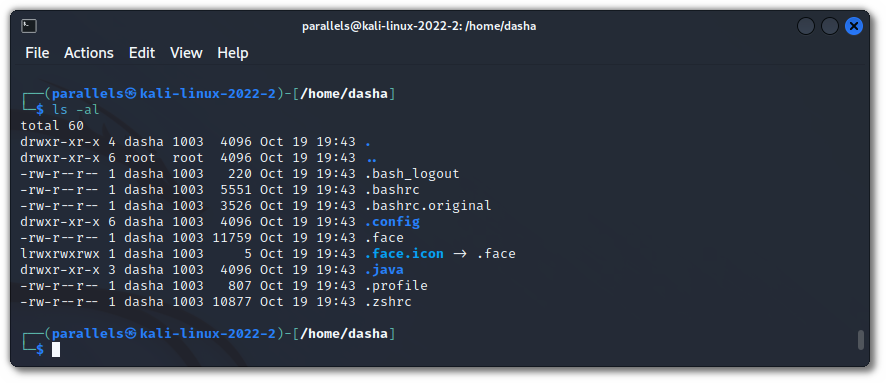 parallels@kali-linux-2022-2: /home/dasha
File Actions Edit View Help
┌──(parallels㉿kali-linux-2022-2)-[/home/dasha]
└─$ ls -al
total 60
drwxr-xr-x 4 dasha 1003  4096 Oct 19 19:43 .
drwxr-xr-x 6 root  root  4096 Oct 19 19:43 ..
-rw-r--r-- 1 dasha 1003   220 Oct 19 19:43 .bash_logout
-rw-r--r-- 1 dasha 1003  5551 Oct 19 19:43 .bashrc
-rw-r--r-- 1 dasha 1003  3526 Oct 19 19:43 .bashrc.original
drwxr-xr-x 6 dasha 1003  4096 Oct 19 19:43 .config
-rw-r--r-- 1 dasha 1003 11759 Oct 19 19:43 .face
lrwxrwxrwx 1 dasha 1003     5 Oct 19 19:43 .face.icon -> .face
drwxr-xr-x 3 dasha 1003  4096 Oct 19 19:43 .java
-rw-r--r-- 1 dasha 1003   807 Oct 19 19:43 .profile
-rw-r--r-- 1 dasha 1003 10877 Oct 19 19:43 .zshrc
┌──(parallels㉿kali-linux-2022-2)-[/home/dasha]
└─$